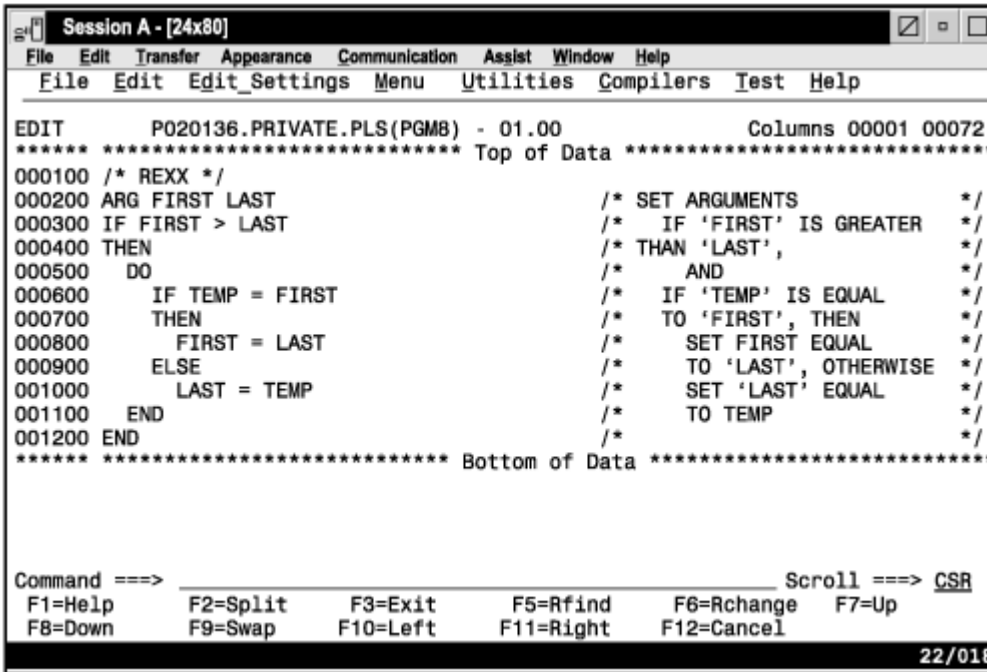 Session A - [24x80]
File Edit Transfer Appearance Communication Assist Window Help
File Edit Edit_Settings Menu Utilities Compilers Test Help
EDIT P020136.PRIVATE.PLS(PGM8) - 01.00 Columns 00001 00072
****** ***************************** Top of Data ******************************
000100 /* REXX */
000200 ARG FIRST LAST /* SET ARGUMENTS */
000300 IF FIRST > LAST /* IF ‘FIRST’ IS GREATER */
000400 THEN /* THAN ‘LAST’, */
000500 DO /* AND */
000600 IF TEMP = FIRST /* IF ‘TEMP’ IS EQUAL */
000700 THEN /* TO ‘FIRST’, THEN */
000800 FIRST = LAST /* SET FIRST EQUAL */
000900 ELSE /* TO ‘LAST’, OTHERWISE */
001000 LAST = TEMP /* SET ‘LAST’ EQUAL */
001100 END /* TO TEMP */
001200 END /* */
****** **************************** Bottom of Data ****************************
Command ===> Scroll ===> CSR
F1=Help F2=Split F3=Exit F5=Rfind F6=Rchange F7=Up
F8=Down F9=Swap F10=Left F11=Right F12=Cancel
22/018